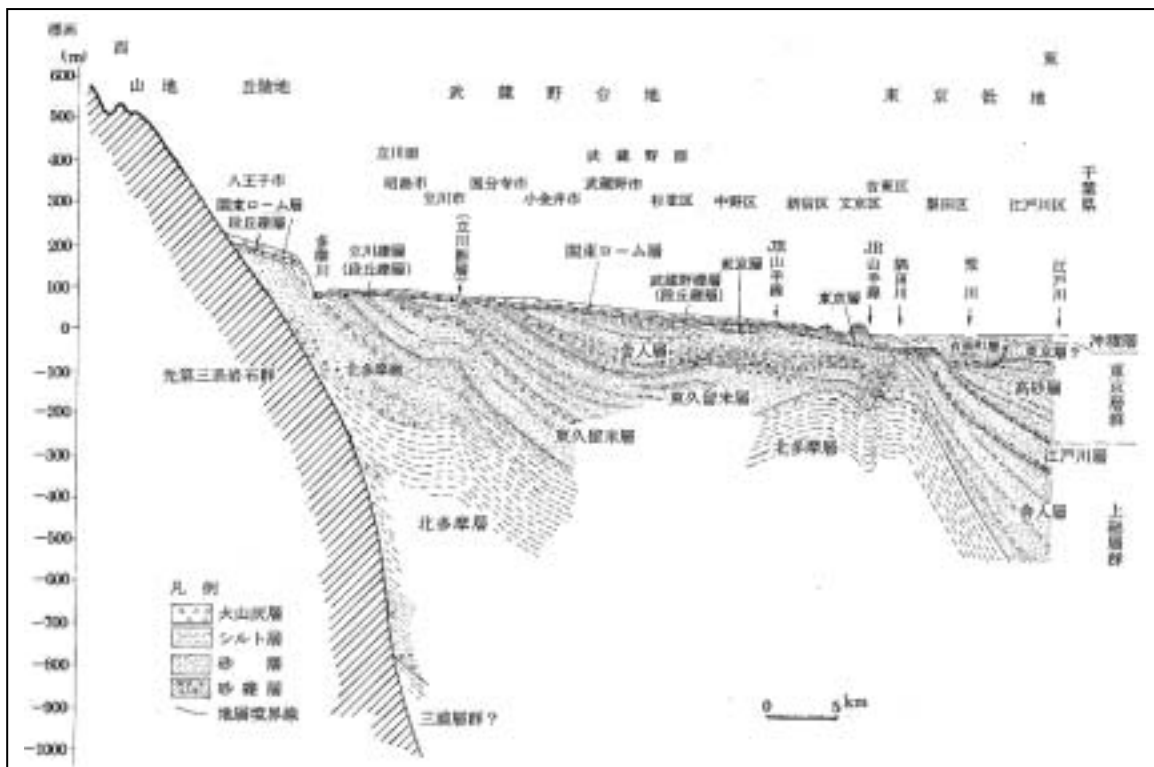 標高
(m)
西
東
山地
丘陵地
武蔵野台地
東京低地
600
500
400
300
200
100
0
-100
-200
-300
-400
-500
-600
-700
-800
-900
-1000
立川面
武蔵野面
八王子市
昭島市
立川市
国分寺市
小金井市
武蔵野市
杉並区
中野区
新宿区
文京区
台東区
墨田区
江戸川区
千葉県
関東ローム層
段丘礫層
多摩川
立川礫層
(段丘礫層)
(立川断層)
関東ローム層
武蔵野礫層
(段丘礫層)
東京層
JR山手線
東京層
JR山手線
隅田川
荒川
江戸川
有楽町層
東京層?
沖積層
高砂層
東京層群
江戸川層
舎人層
上総層群
先第三系岩石群
北多摩層
舎人層
東久留米層
東久留米層
北多摩層
北多摩層
三浦層群?
凡例
火山灰層
シルト層
砂層
砂礫層
地層境界線
0 5 km